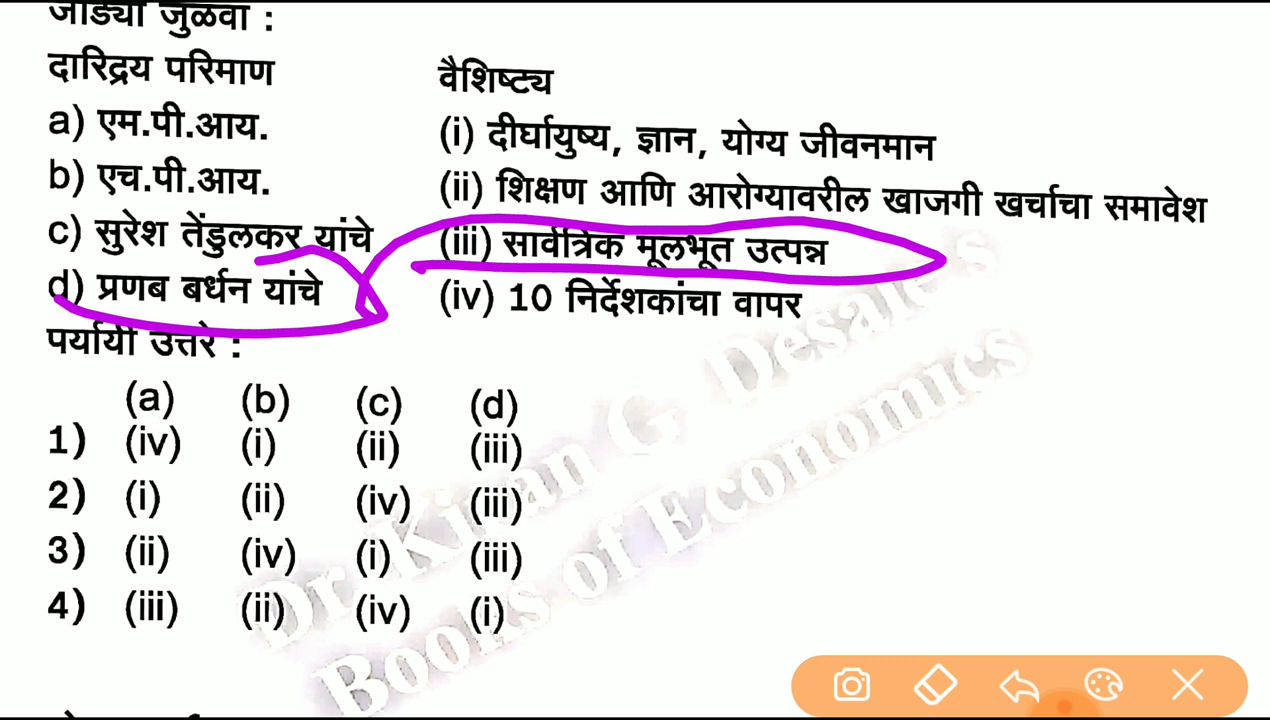 जोड्या जुळवा :
दारिद्र्य परिमाण वैशिष्ट्य
a) एम.पी.आय. (i) दीर्घायुष्य, ज्ञान, योग्य जीवनमान
b) एच.पी.आय. (ii) शिक्षण आणि आरोग्यावरील खाजगी खर्चाचा समावेश
c) सुरेश तेंडुलकर यांचे (iii) सार्वत्रिक मूलभूत उत्पन्न
d) प्रणब बर्धन यांचे (iv) 10 निर्देशकांचा वापर
पर्यायी उत्तरे :
(a) (b) (c) (d)
1) (iv) (i) (ii) (iii)
2) (i) (ii) (iv) (iii)
3) (ii) (iv) (i) (iii)
4) (iii) (ii) (iv) (i)
Dr. Kiran G. Desales
Books of Economics